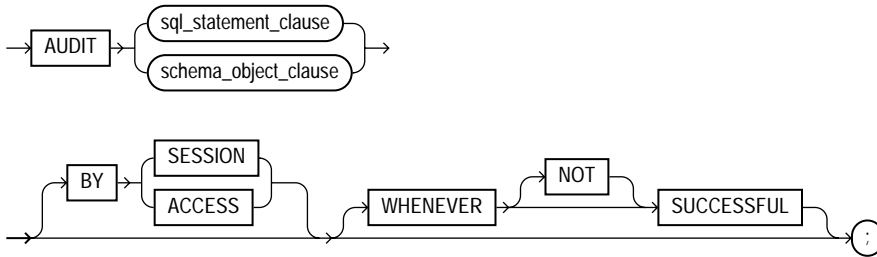 sql_statement_clause
AUDIT
schema_object_clause
SESSION
NOT
BY
ACCESS
WHENEVER
SUCCESSFUL
;